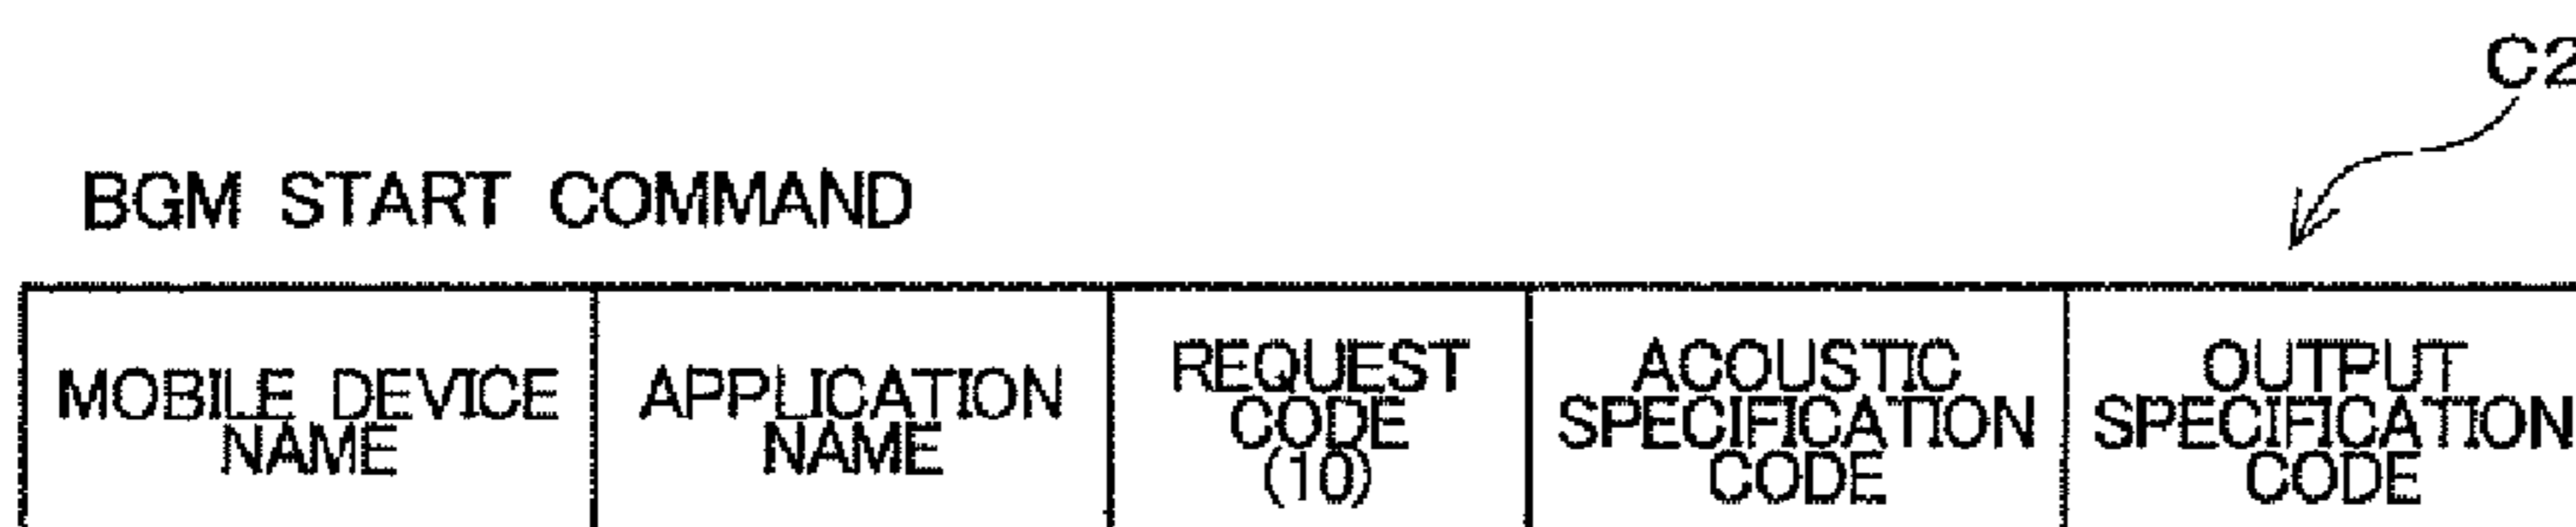 C2
BGM START COMMAND
MOBILE DEVICE
NAME
APPLICATION
NAME
REQUEST
CODE
(10)
ACOUSTIC
SPECIFICATION
CODE
OUTPUT
SPECIFICATION
CODE